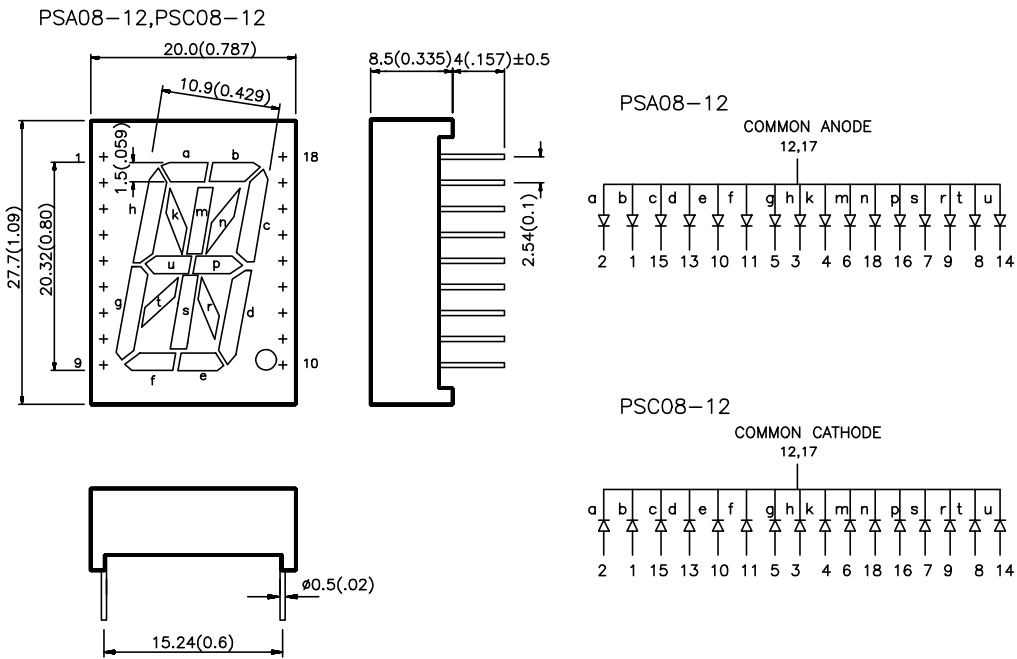 PSA08-12,PSC08-12
20.0(0.787)
10.9(0.429)
1.5(.059)
27.7(1.09)
20.32(0.80)
1
18
9
10
a
b
h
k
m
n
c
u
p
g
t
s
r
d
f
e
8.5(0.335)
4(.157)±0.5
2.54(0.1)
ø0.5(.02)
15.24(0.6)
PSA08-12
COMMON ANODE
12,17
a b c d e f g h k m n p s r t u
2 1 15 13 10 11 5 3 4 6 18 16 7 9 8 14
PSC08-12
COMMON CATHODE
12,17
a b c d e f g h k m n p s r t u
2 1 15 13 10 11 5 3 4 6 18 16 7 9 8 14